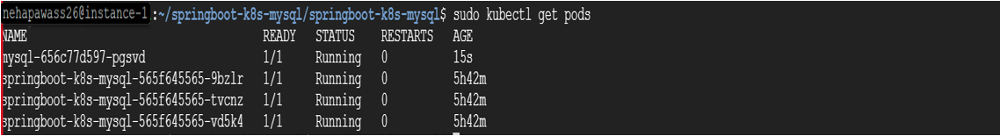 nehapawass26@instance-1:~/springboot-k8s-mysql/springboot-k8s-mysql$ sudo kubectl get pods
NAME READY STATUS RESTARTS AGE
mysql-656c77d597-pgsvd 1/1 Running 0 15s
springboot-k8s-mysql-565f645565-9bzlr 1/1 Running 0 5h42m
springboot-k8s-mysql-565f645565-tvcnz 1/1 Running 0 5h42m
springboot-k8s-mysql-565f645565-vd5k4 1/1 Running 0 5h42m